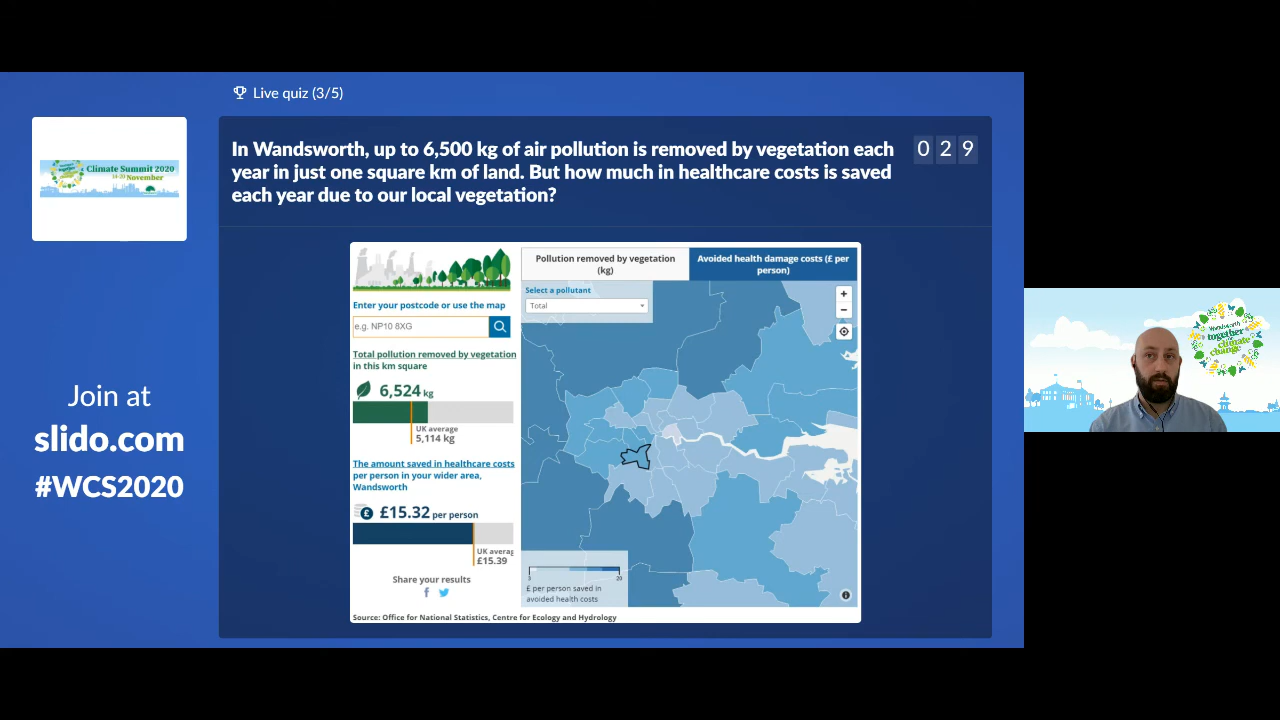 Live quiz (3/5)
Climate Summit 2020
November
In Wandsworth, up to 6,500 kg of air pollution is removed by vegetation each
year in just one square km of land. But how much in healthcare costs is saved
each year due to our local vegetation?
0 2 9
Join at
slido.com
#WCS2020
Enter your postcode or use the map
e.g. NP10 8XG
Total pollution removed by vegetation
in this km square
6,524 kg
UK average
5,114 kg
The amount saved in healthcare costs
per person in your wider area,
Wandsworth
£
£15.32 per person
UK averag
£15.39
Share your results
f
Pollution removed by vegetation
(kg)
Avoided health damage costs (£ per
person)
Select a pollutant
Total
+
−
3 20
£ per person saved in
avoided health costs
i
Source: Office for National Statistics, Centre for Ecology and Hydrology
Wandsworth
together
climate
change